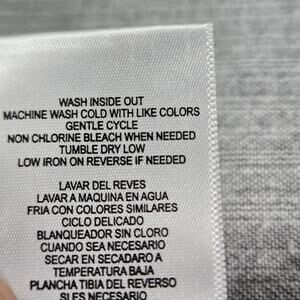 WASH INSIDE OUT
MACHINE WASH COLD WITH LIKE COLORS
GENTLE CYCLE
NON CHLORINE BLEACH WHEN NEEDED
TUMBLE DRY LOW
LOW IRON ON REVERSE IF NEEDED
LAVAR DEL REVES
LAVAR A MAQUINA EN AGUA
FRIA CON COLORES SIMILARES
CICLO DELICADO
BLANQUEADOR SIN CLORO
CUANDO SEA NECESARIO
SECAR EN SECADARO A
TEMPERATURA BAJA
PLANCHA TIBIA DEL REVERSO
SI ES NECESARIO